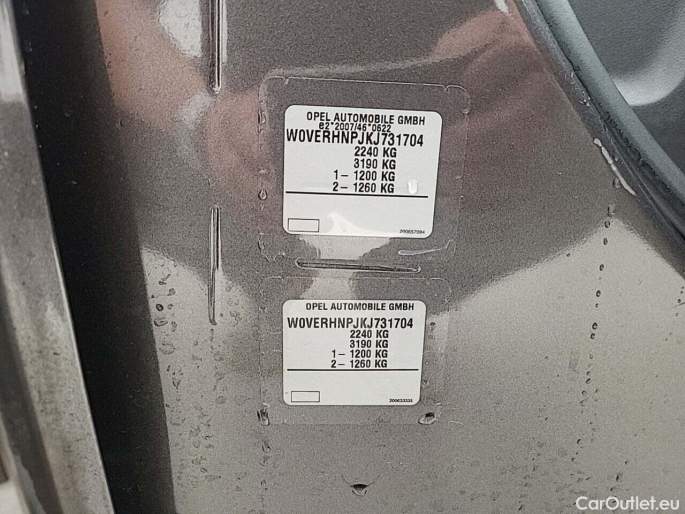 OPEL AUTOMOBILE GMBH
e2*2007/46*0622
W0VERHNPJKJ731704
2240 KG
3190 KG
1– 1200 KG
2– 1260 KG
OPEL AUTOMOBILE GMBH
W0VERHNPJKJ731704
2240 KG
3190 KG
1– 1200 KG
2– 1260 KG
CarOutlet.eu